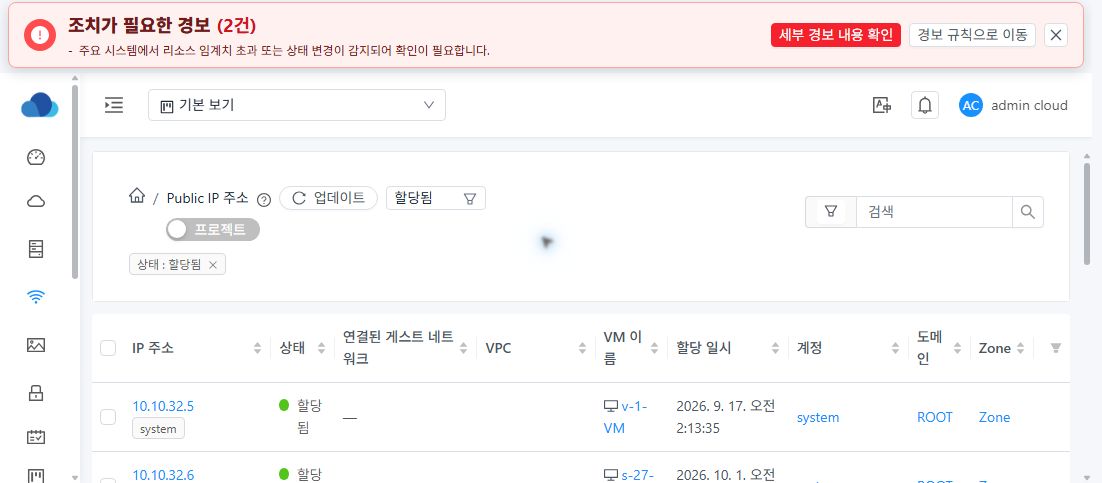 조치가 필요한 경보 (2건)
- 주요 시스템에서 리소스 임계치 초과 또는 상태 변경이 감지되어 확인이 필요합니다.
세부 경보 내용 확인
경보 규칙으로 이동
기본 보기
AC admin cloud
/ Public IP 주소
업데이트
할당됨
프로젝트
검색
상태 : 할당됨
IP 주소
상태
연결된 게스트 네트
워크
VPC
VM 이
름
할당 일시
계정
도메
인
Zone
10.10.32.5
system
할당
됨
—
v-1-
VM
2026. 9. 17. 오전
2:13:35
system
ROOT
Zone
10.10.32.6
할당
s-27-
2026. 10. 1. 오전